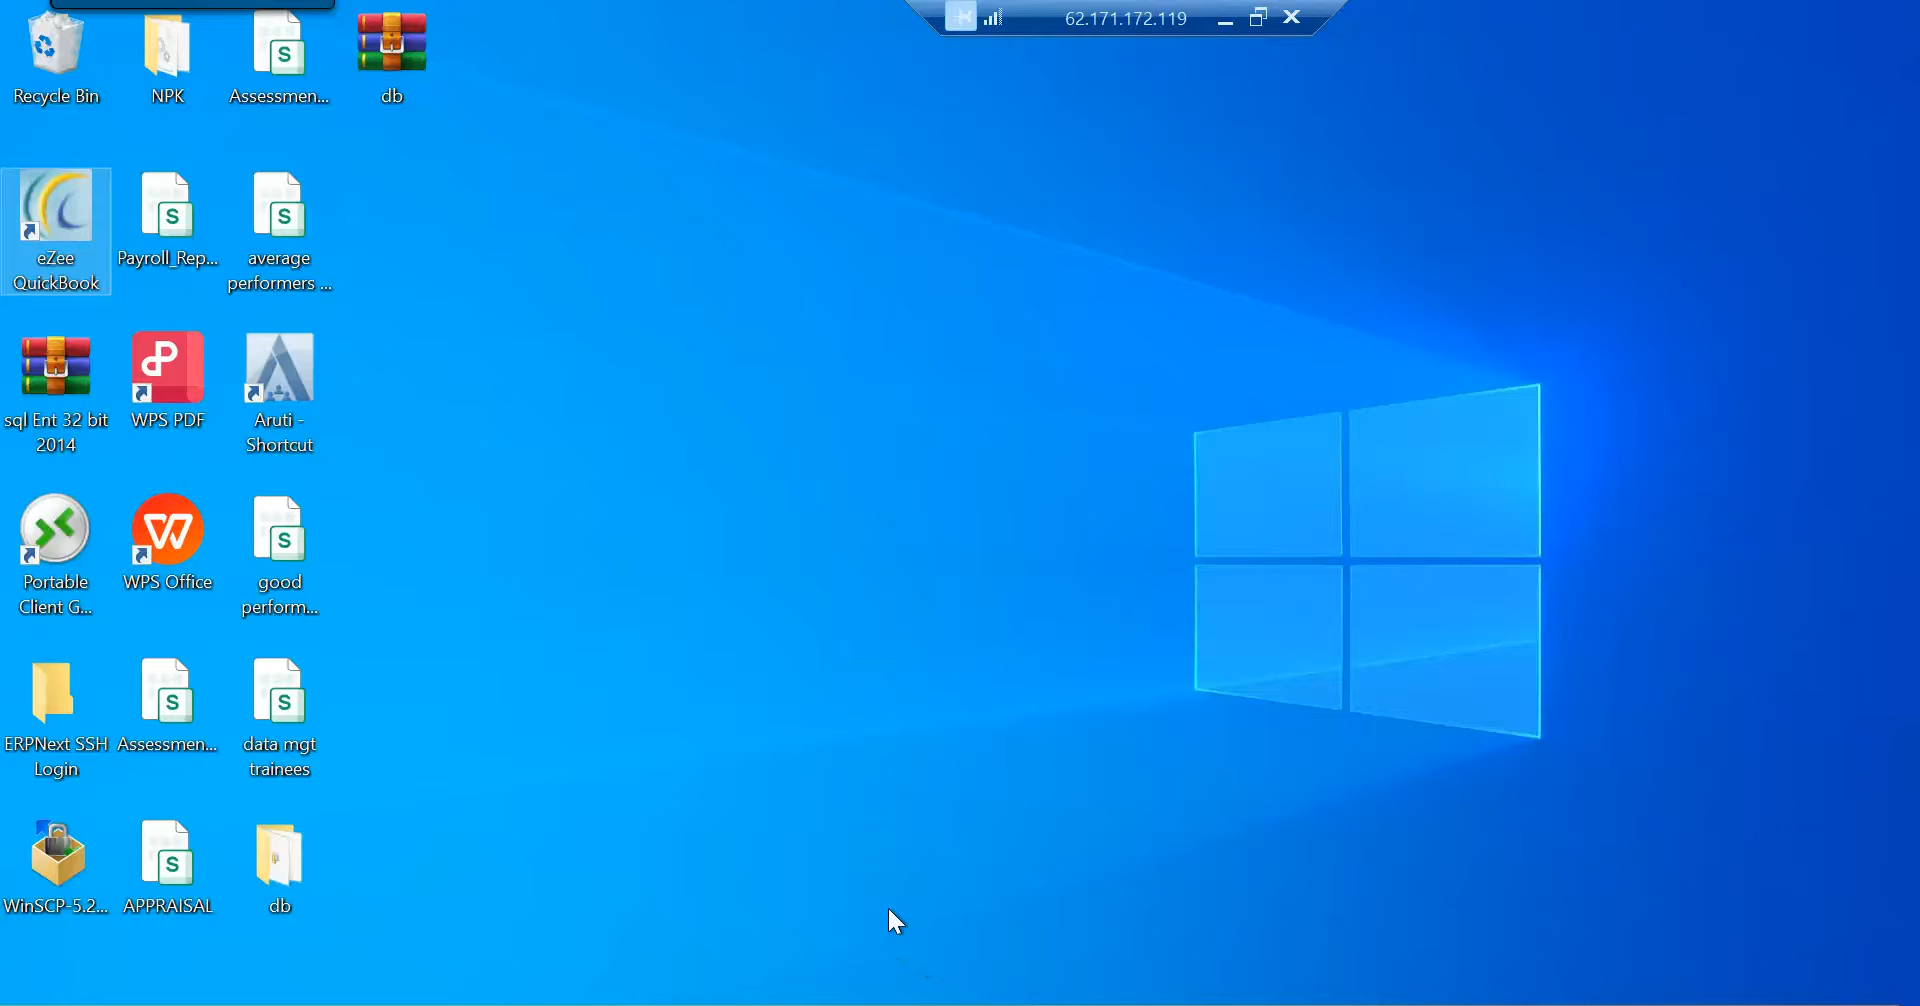 62.171.172.119
Recycle Bin
NPK
Assessmen...
db
eZee
QuickBook
Payroll_Rep...
average
performers ...
sql Ent 32 bit
2014
WPS PDF
Aruti -
Shortcut
Portable
Client G...
WPS Office
good
perform...
ERPNext SSH
Login
Assessmen...
data mgt
trainees
WinSCP-5.2...
APPRAISAL
db